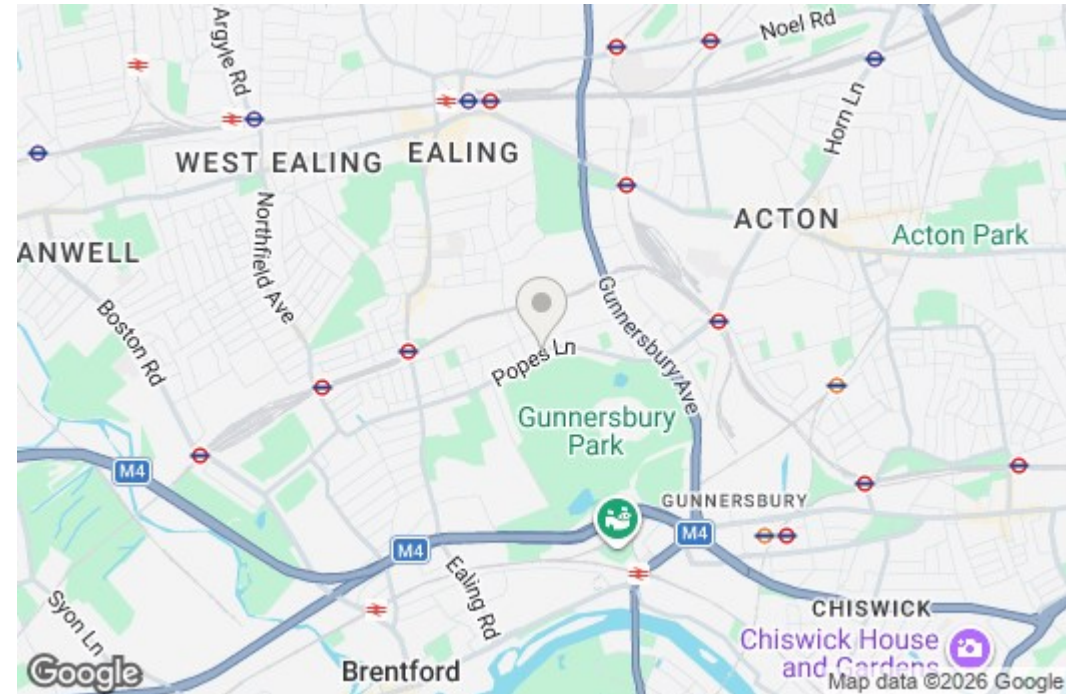 Noel Rd
Argyle Rd
Horn Ln
WEST EALING
EALING
ACTON
Acton Park
ANWELL
Northfield Ave
Gunnersbury Ave
Boston Rd
Popes Ln
Gunnersbury
Park
M4
GUNNERSBURY
M4
M4
Ealing Rd
Syon Ln
CHISWICK
Chiswick House
and Gardens
Brentford
Google
Map data ©2026 Google